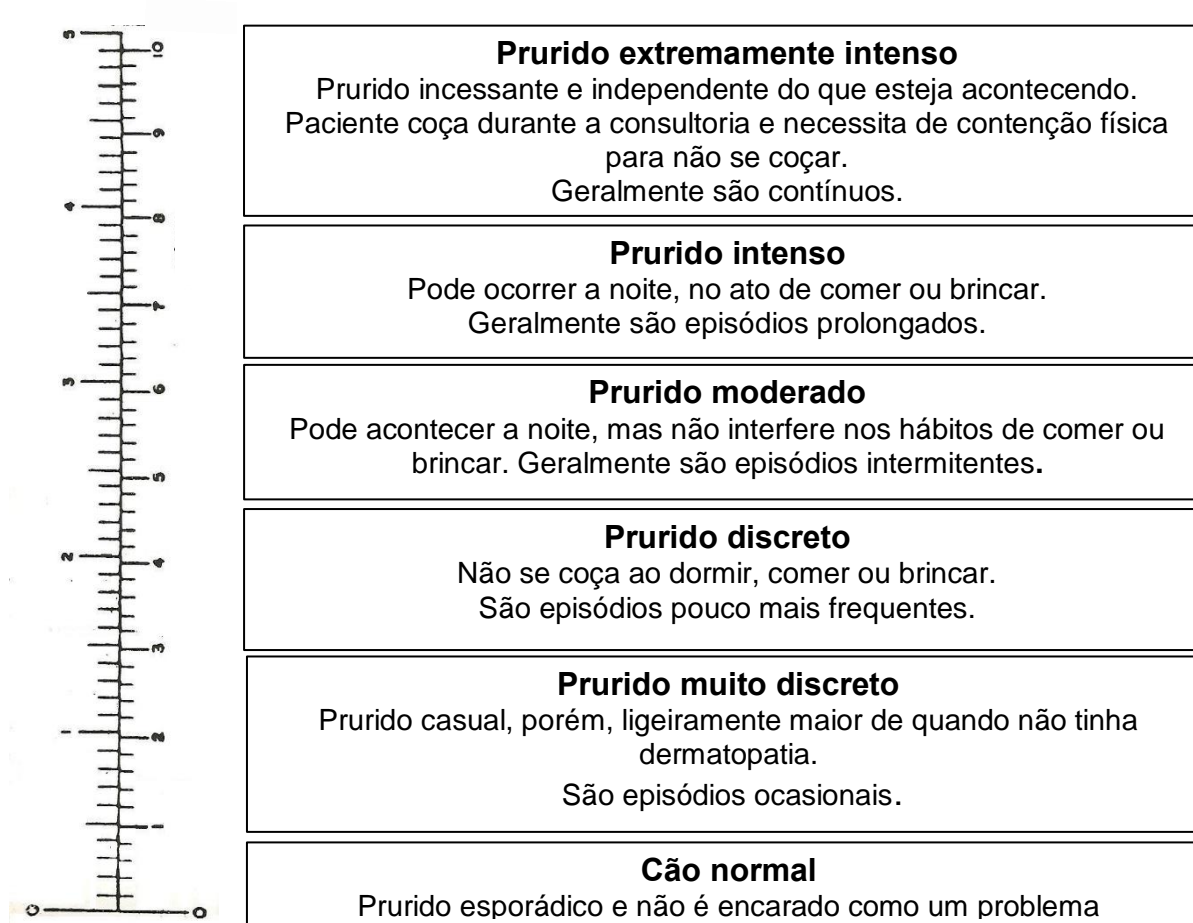 5
10
9
4
8
7
3
6
5
2
4
3
1
2
1
0
0
Prurido extremamente intenso
Prurido incessante e independente do que esteja acontecendo.
Paciente coça durante a consultoria e necessita de contenção física
para não se coçar.
Geralmente são contínuos.
Prurido intenso
Pode ocorrer a noite, no ato de comer ou brincar.
Geralmente são episódios prolongados.
Prurido moderado
Pode acontecer a noite, mas não interfere nos hábitos de comer ou
brincar. Geralmente são episódios intermitentes.
Prurido discreto
Não se coça ao dormir, comer ou brincar.
São episódios pouco mais frequentes.
Prurido muito discreto
Prurido casual, porém, ligeiramente maior de quando não tinha
dermatopatia.
São episódios ocasionais.
Cão normal
Prurido esporádico e não é encarado como um problema